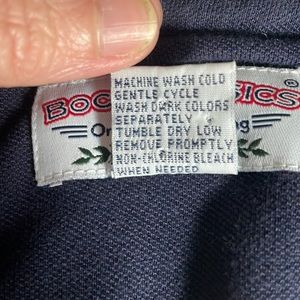 MACHINE WASH COLD
GENTLE CYCLE
WASH DARK COLORS
SEPARATELY
TUMBLE DRY LOW
REMOVE PROMPTLY
NON-CHLORINE BLEACH
WHEN NEEDED